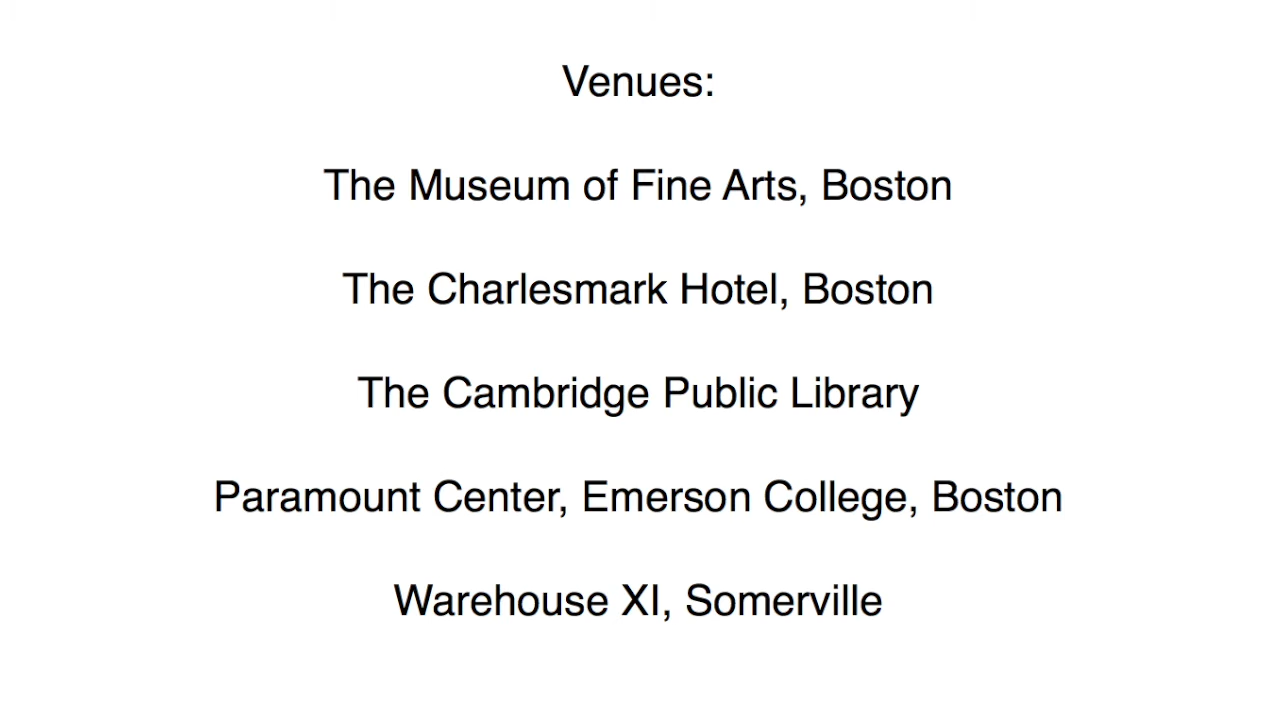 Venues:
The Museum of Fine Arts, Boston
The Charlesmark Hotel, Boston
The Cambridge Public Library
Paramount Center, Emerson College, Boston
Warehouse XI, Somerville